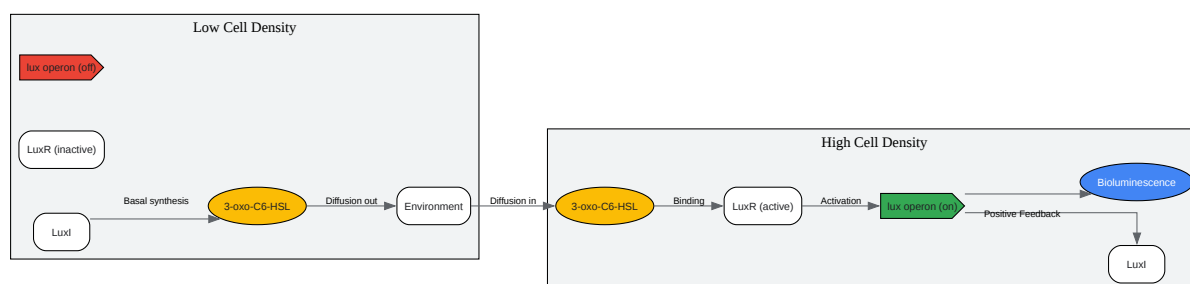 Low Cell Density
lux operon (off)
LuxR (inactive)
LuxI
Basal synthesis
3-oxo-C6-HSL
Diffusion out
Environment
Diffusion in
High Cell Density
3-oxo-C6-HSL
Binding
LuxR (active)
Activation
lux operon (on)
Bioluminescence
Positive Feedback
LuxI